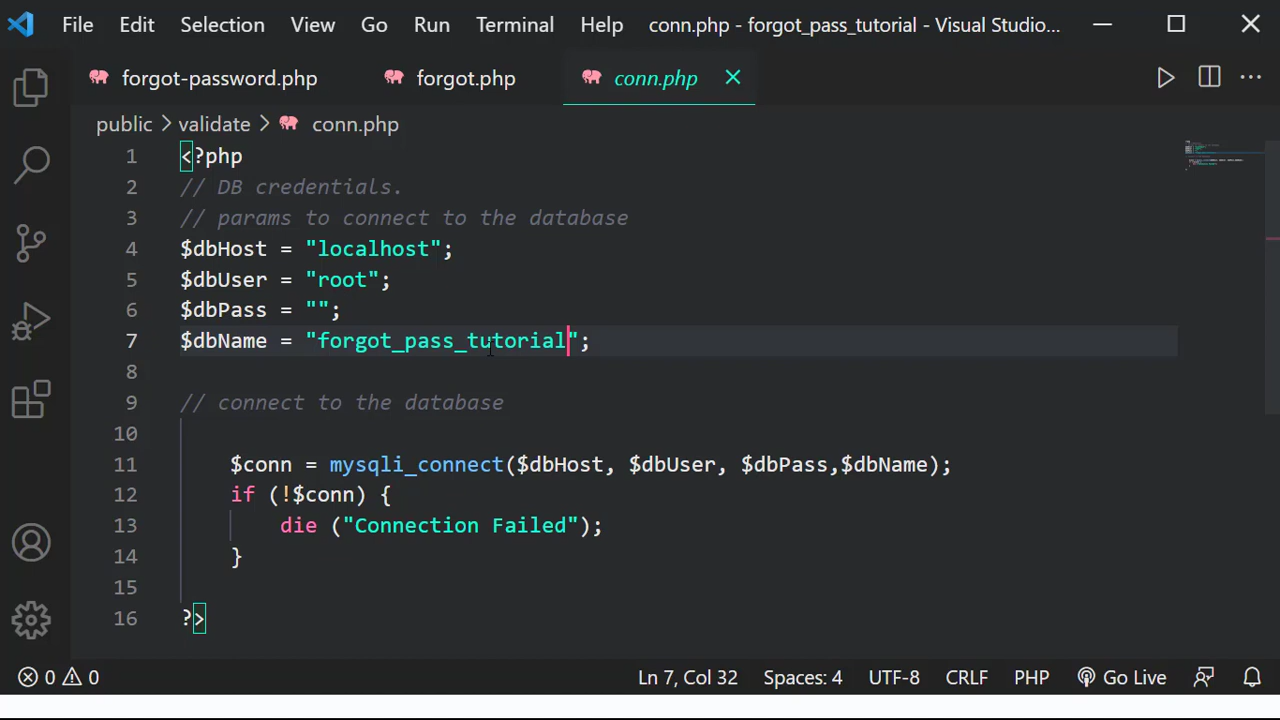 File Edit Selection View Go Run Terminal Help conn.php - forgot_pass_tutorial - Visual Studio...
forgot-password.php forgot.php conn.php
public > validate > conn.php
1 <?php
2 // DB credentials.
3 // params to connect to the database
4 $dbHost = "localhost";
5 $dbUser = "root";
6 $dbPass = "";
7 $dbName = "forgot_pass_tutorial";
8
9 // connect to the database
10
11 $conn = mysqli_connect($dbHost, $dbUser, $dbPass,$dbName);
12 if (!$conn) {
13 die ("Connection Failed");
14 }
15
16 ?>
0 0 Ln 7, Col 32 Spaces: 4 UTF-8 CRLF PHP Go Live